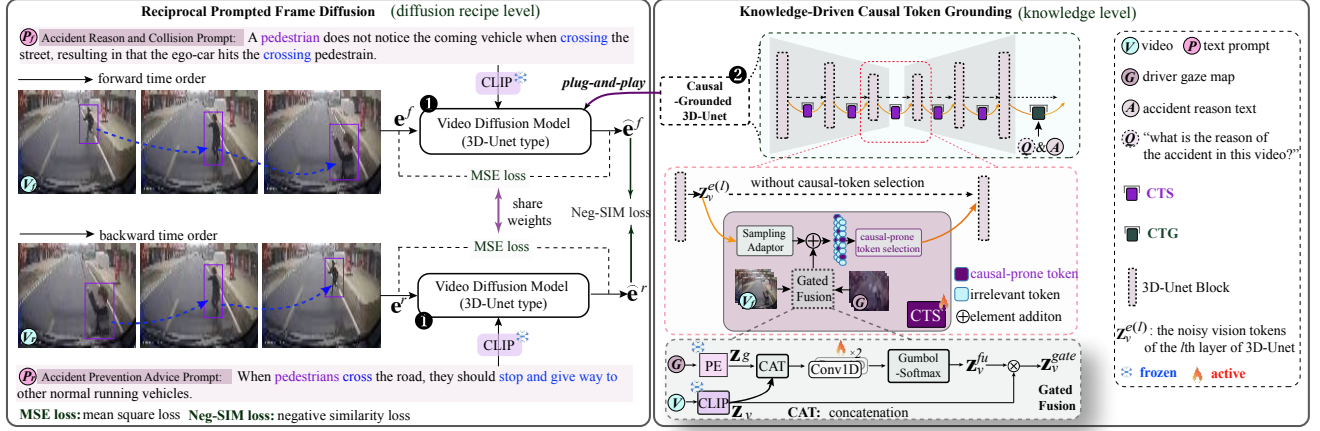 Reciprocal Prompted Frame Diffusion (diffusion recipe level)
P_f Accident Reason and Collision Prompt: A pedestrian does not notice the coming vehicle when crossing the
street, resulting in that the ego-car hits the crossing pedestrain.
forward time order
CLIP
plug-and-play
V_f
e^f
1
Video Diffusion Model
(3D-Unet type)
ê^f
MSE loss
share
weights
Neg-SIM loss
backward time order
MSE loss
V_r
e^r
1
Video Diffusion Model
(3D-Unet type)
ê^r
CLIP
P_r Accident Prevention Advice Prompt: When pedestrians cross the road, they should stop and give way to
other normal running vehicles.
MSE loss: mean square loss Neg-SIM loss: negative similarity loss
Knowledge-Driven Causal Token Grounding (knowledge level)
2
Causal
-Grounded
3D-Unet
Q & A
z_v^{e(l)}
without causal-token selection
Sampling
Adaptor
causal-prone
token selection
Gated
Fusion
V_f
G
CTS
causal-prone token
irrelevant token
element additon
G
PE
z_g
CAT
×2
Conv1D
Gumbol
-Softmax
z_v^{fu}
z_v^{gate}
V
CLIP
z_v
CAT: concatenation
Gated
Fusion
V video P text prompt
G driver gaze map
A accident reason text
Q "what is the reason of
the accident in this video?"
CTS
CTG
3D-Unet Block
z_v^{e(l)} : the noisy vision tokens
of the lth layer of 3D-Unet
frozen active